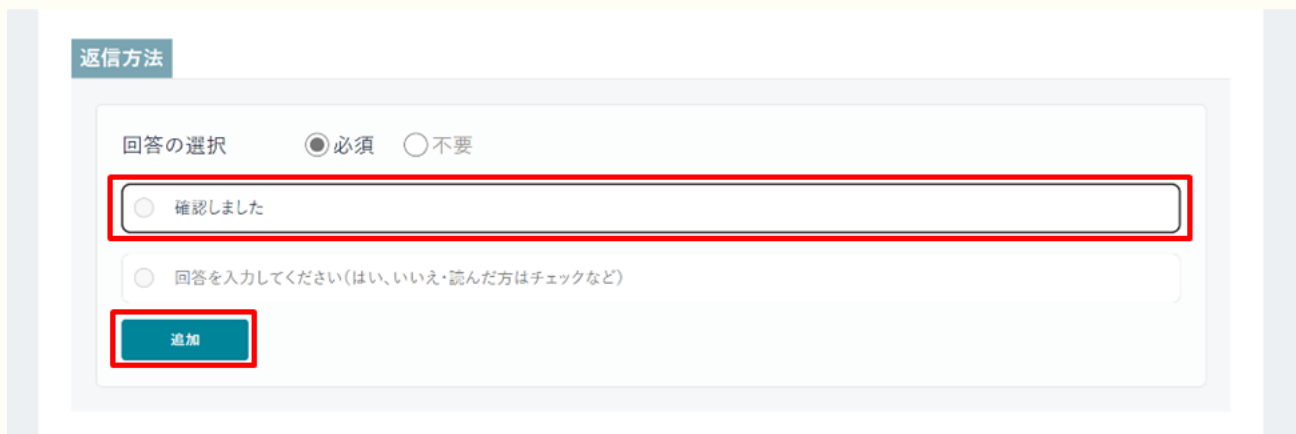 返信方法
回答の選択 必須 不要
確認しました
回答を入力してください(はい、いいえ・読んだ方はチェックなど)
追加